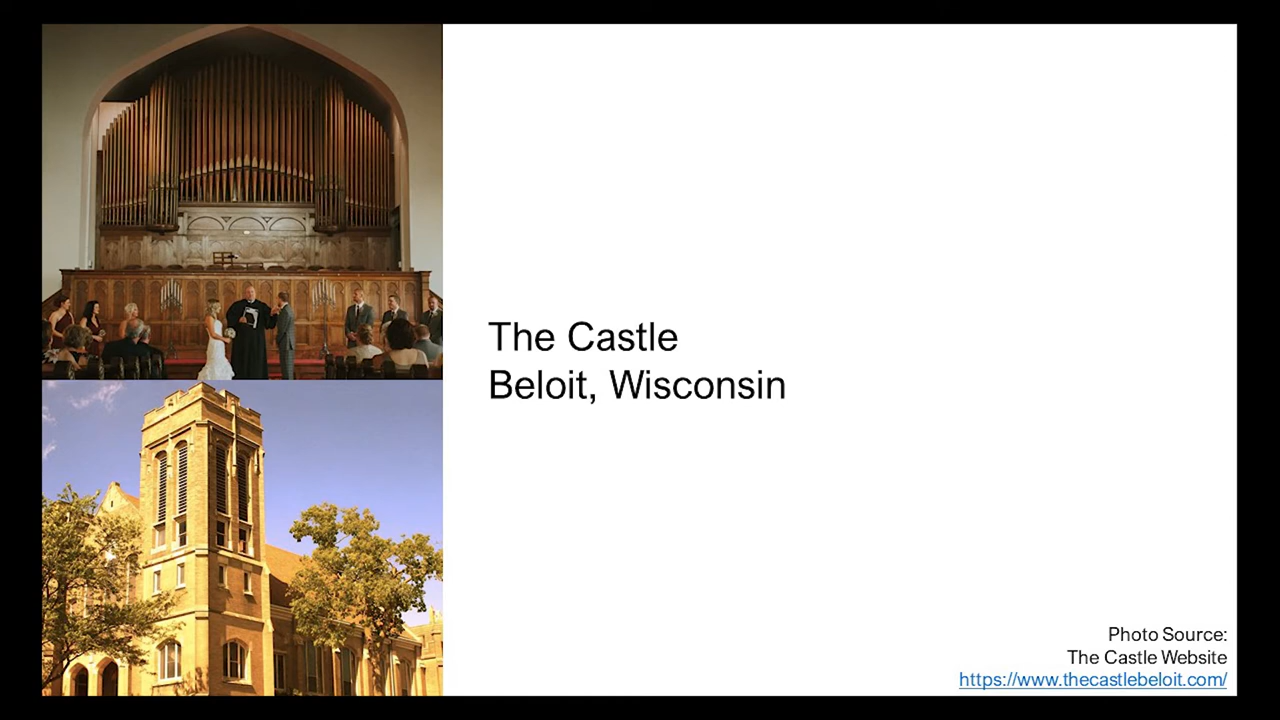 The Castle
Beloit, Wisconsin
Photo Source:
The Castle Website
https://www.thecastlebeloit.com/